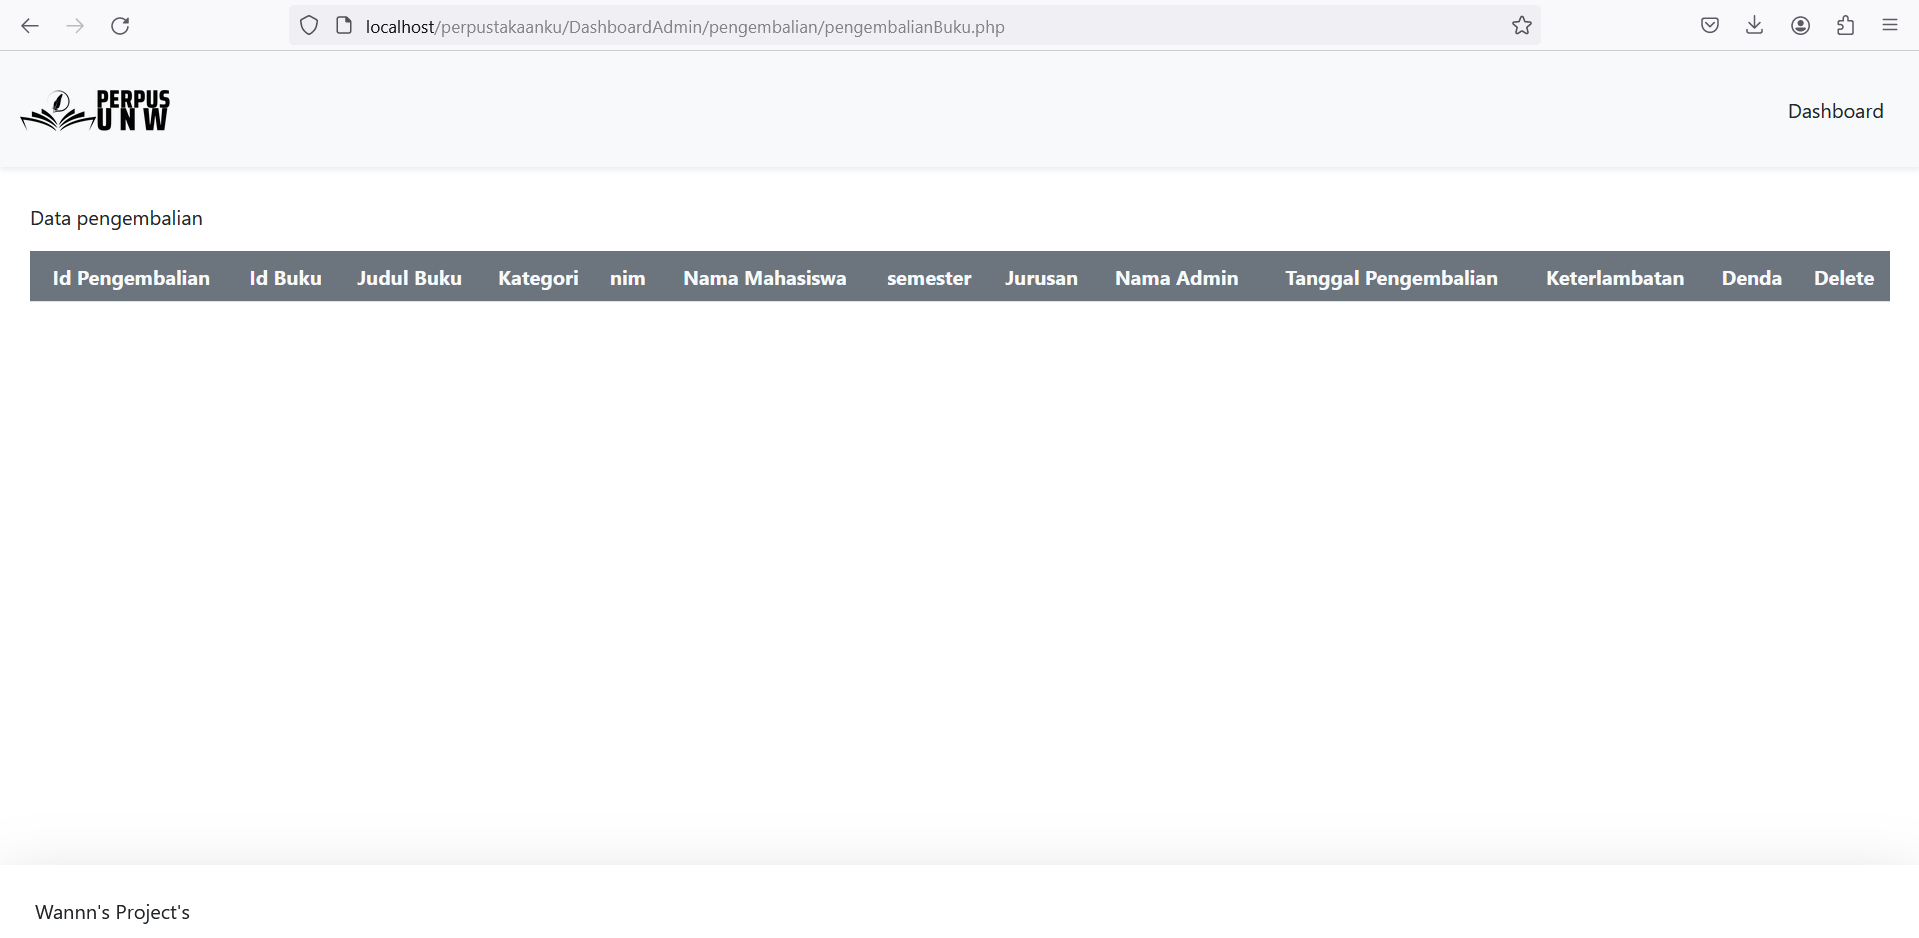 localhost/perpustakaanku/DashboardAdmin/pengembalian/pengembalianBuku.php
PERPUS
UNW
Dashboard
Data pengembalian
Id Pengembalian Id Buku Judul Buku Kategori nim Nama Mahasiswa semester Jurusan Nama Admin Tanggal Pengembalian Keterlambatan Denda Delete
Wannn's Project's